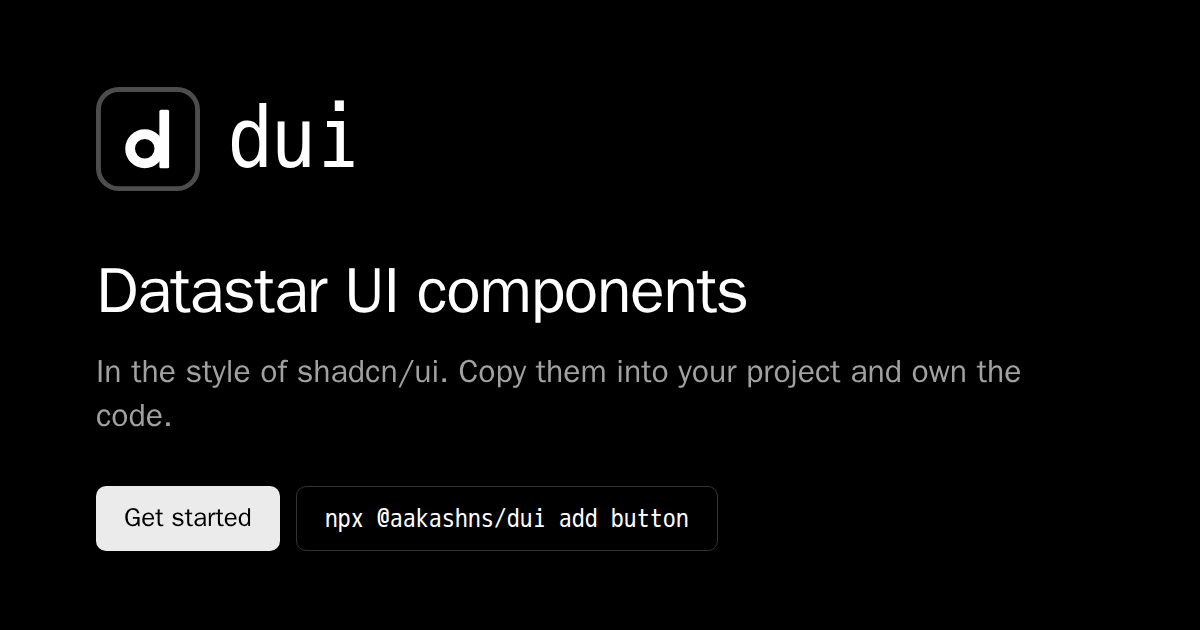 d dui
Datastar UI components
In the style of shadcn/ui. Copy them into your project and own the
code.
Get started
npx @aakashns/dui add button